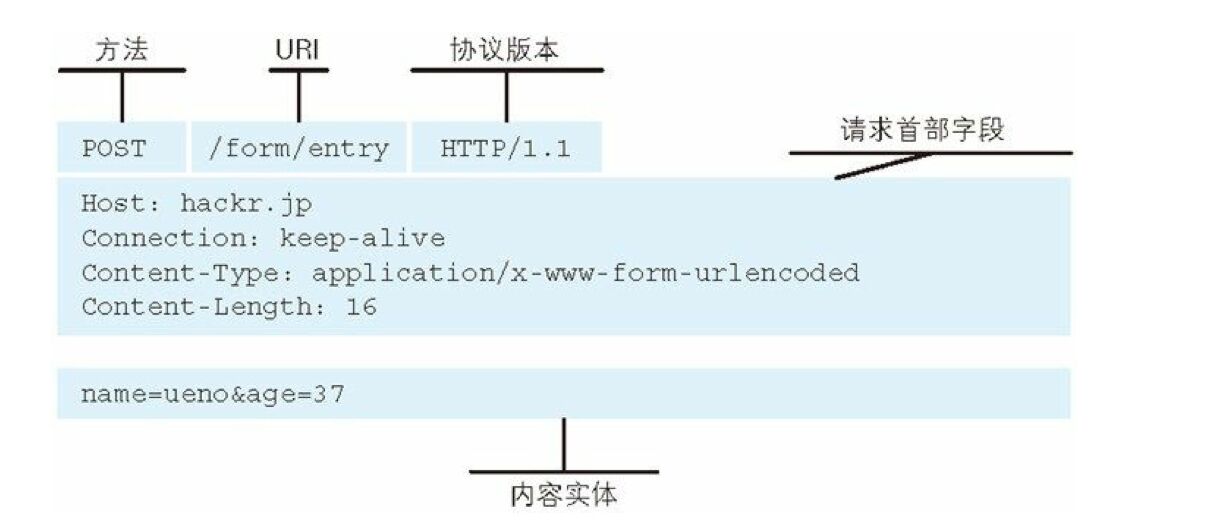 方法 URI 协议版本
请求首部字段
POST /form/entry HTTP/1.1
Host: hackr.jp
Connection: keep-alive
Content-Type: application/x-www-form-urlencoded
Content-Length: 16
name=ueno&age=37
内容实体